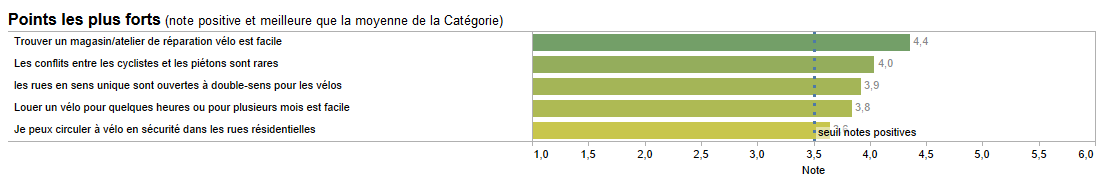 Points les plus forts (note positive et meilleure que la moyenne de la Catégorie)
Trouver un magasin/atelier de réparation vélo est facile 4,4
Les conflits entre les cyclistes et les piétons sont rares 4,0
les rues en sens unique sont ouvertes à double-sens pour les vélos 3,9
Louer un vélo pour quelques heures ou pour plusieurs mois est facile 3,8
Je peux circuler à vélo en sécurité dans les rues résidentielles
seuil notes positives
1,0 1,5 2,0 2,5 3,0 3,5 4,0 4,5 5,0 5,5 6,0
Note